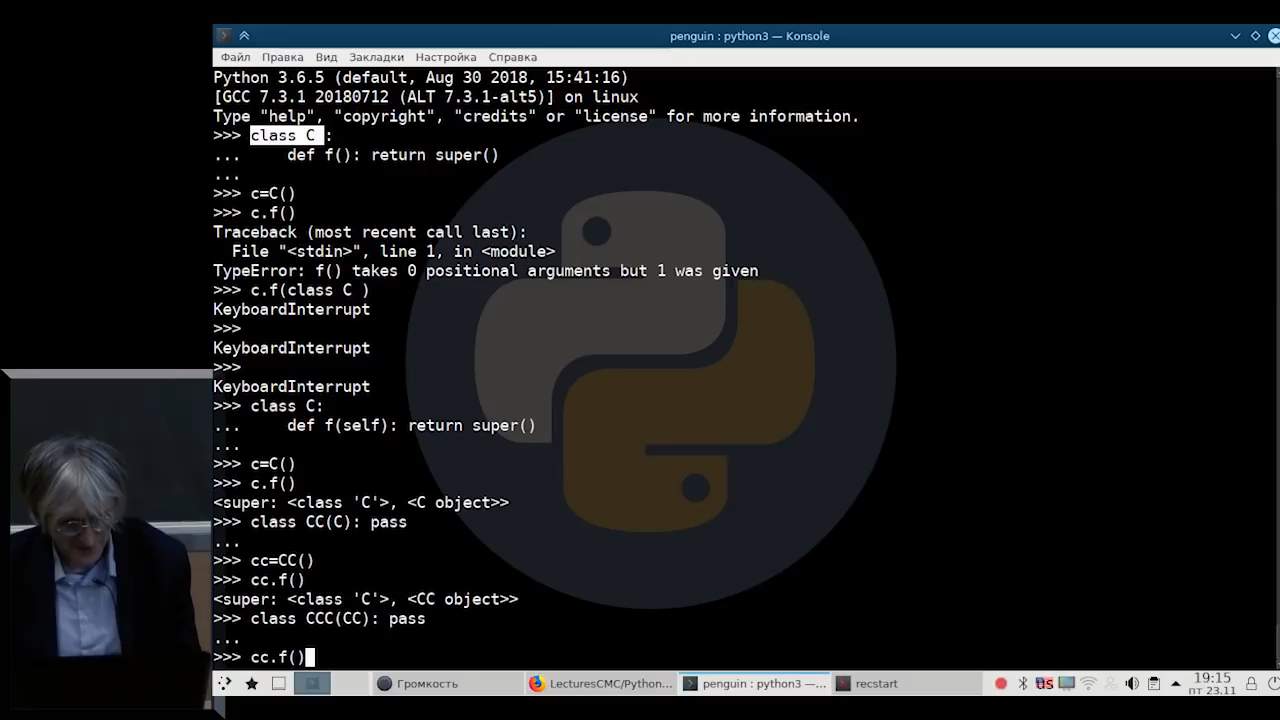 penguin : python3 — Konsole
Файл Правка Вид Закладки Настройка Справка
Python 3.6.5 (default, Aug 30 2018, 15:41:16)
[GCC 7.3.1 20180712 (ALT 7.3.1-alt5)] on linux
Type "help", "copyright", "credits" or "license" for more information.
>>> class C :
...     def f(): return super()
...
>>> c=C()
>>> c.f()
Traceback (most recent call last):
  File "<stdin>", line 1, in <module>
TypeError: f() takes 0 positional arguments but 1 was given
>>> c.f(class C )
KeyboardInterrupt
>>>
KeyboardInterrupt
>>>
KeyboardInterrupt
>>> class C:
...     def f(self): return super()
...
>>> c=C()
>>> c.f()
<super: <class 'C'>, <C object>>
>>> class CC(C): pass
...
>>> cc=CC()
>>> cc.f()
<super: <class 'C'>, <CC object>>
>>> class CCC(CC): pass
...
>>> cc.f()
Громкость LecturesCMC/Python... penguin : python3 —... recstart us 19:15
пт 23.11